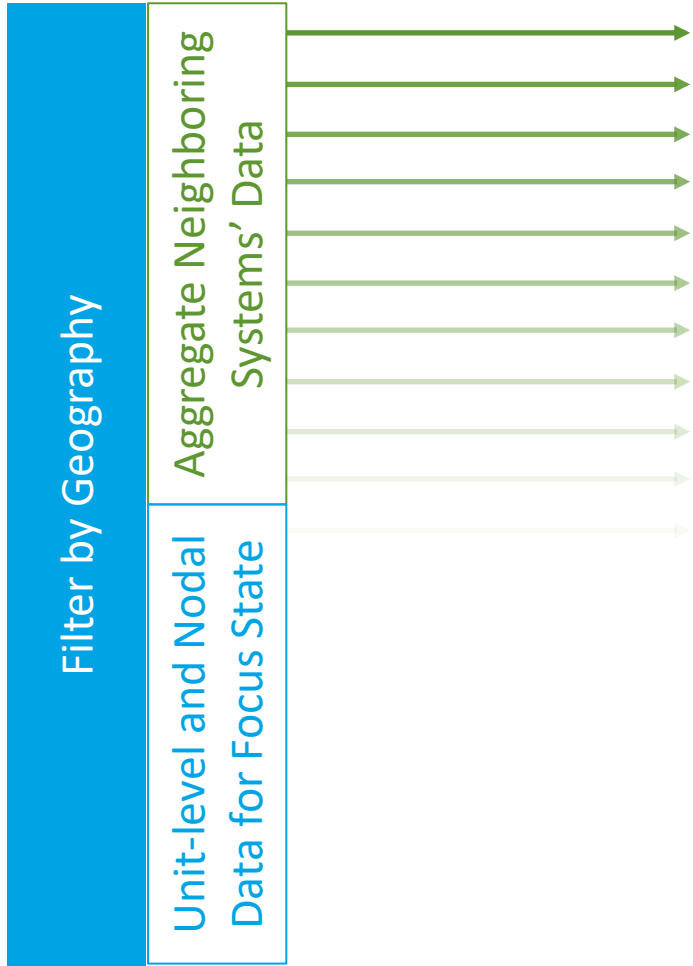 Filter by Geography
Aggregate Neighboring
Systems’ Data
Unit-level and Nodal
Data for Focus State